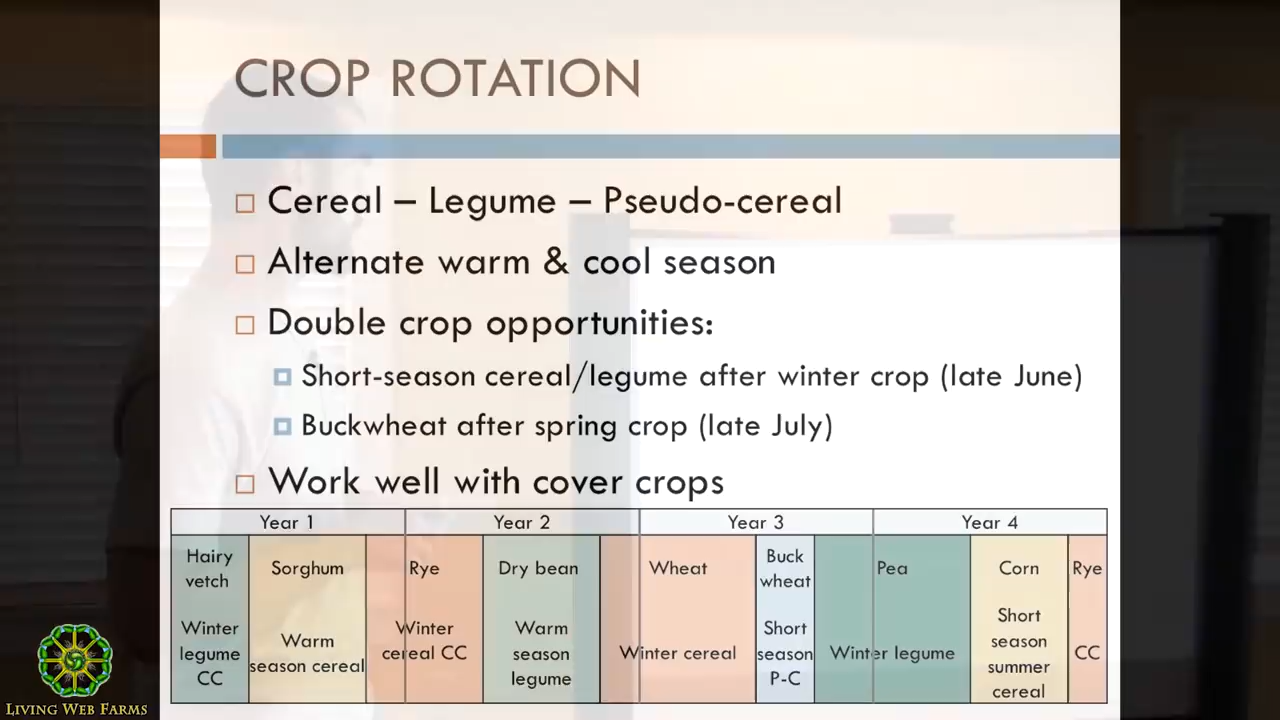 CROP ROTATION
Cereal – Legume – Pseudo-cereal
Alternate warm & cool season
Double crop opportunities:
Short-season cereal/legume after winter crop (late June)
Buckwheat after spring crop (late July)
Work well with cover crops
Year 1
Year 2
Year 3
Year 4
Hairy
vetch
Sorghum
Rye
Dry bean
Wheat
Buck
wheat
Pea
Corn
Rye
Winter
legume
CC
Warm
season cereal
Winter
cereal CC
Warm
season
legume
Winter cereal
Short
season
P-C
Winter legume
Short
season
summer
cereal
CC
LIVING WEB FARMS